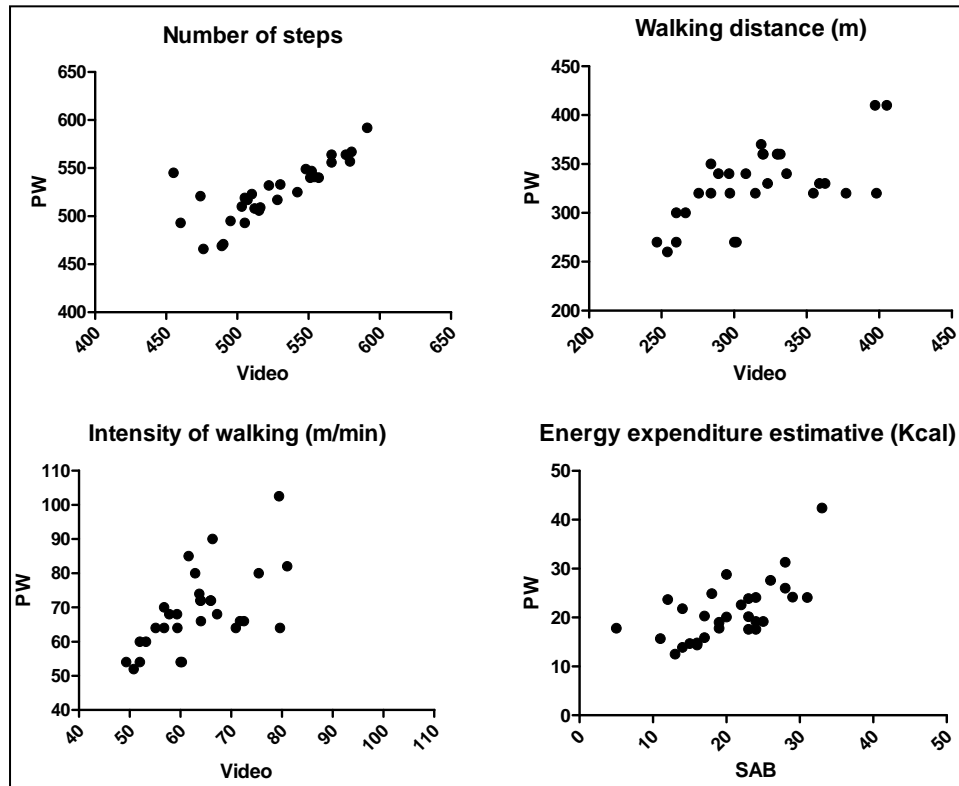 Number of steps
650
600
550
500
450
400
PW
400 450 500 550 600 650
Video
Walking distance (m)
450
400
350
300
250
200
PW
200 250 300 350 400 450
Video
Intensity of walking (m/min)
110
100
90
80
70
60
50
40
PW
40 50 60 70 80 90 100 110
Video
Energy expenditure estimative (Kcal)
50
40
30
20
10
0
PW
0 10 20 30 40 50
SAB